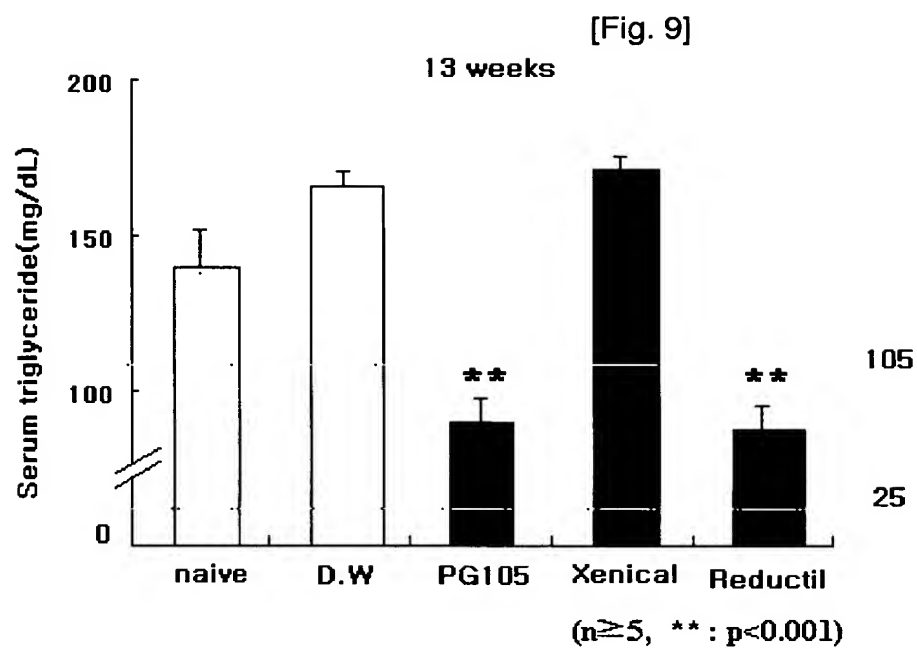 [Fig. 9]
13 weeks
Serum triglyceride(mg/dL)
200
150
100
0
105
25
**
**
naive D.W PG105 Xenical Reductil
(n≧5, ** : p<0.001)